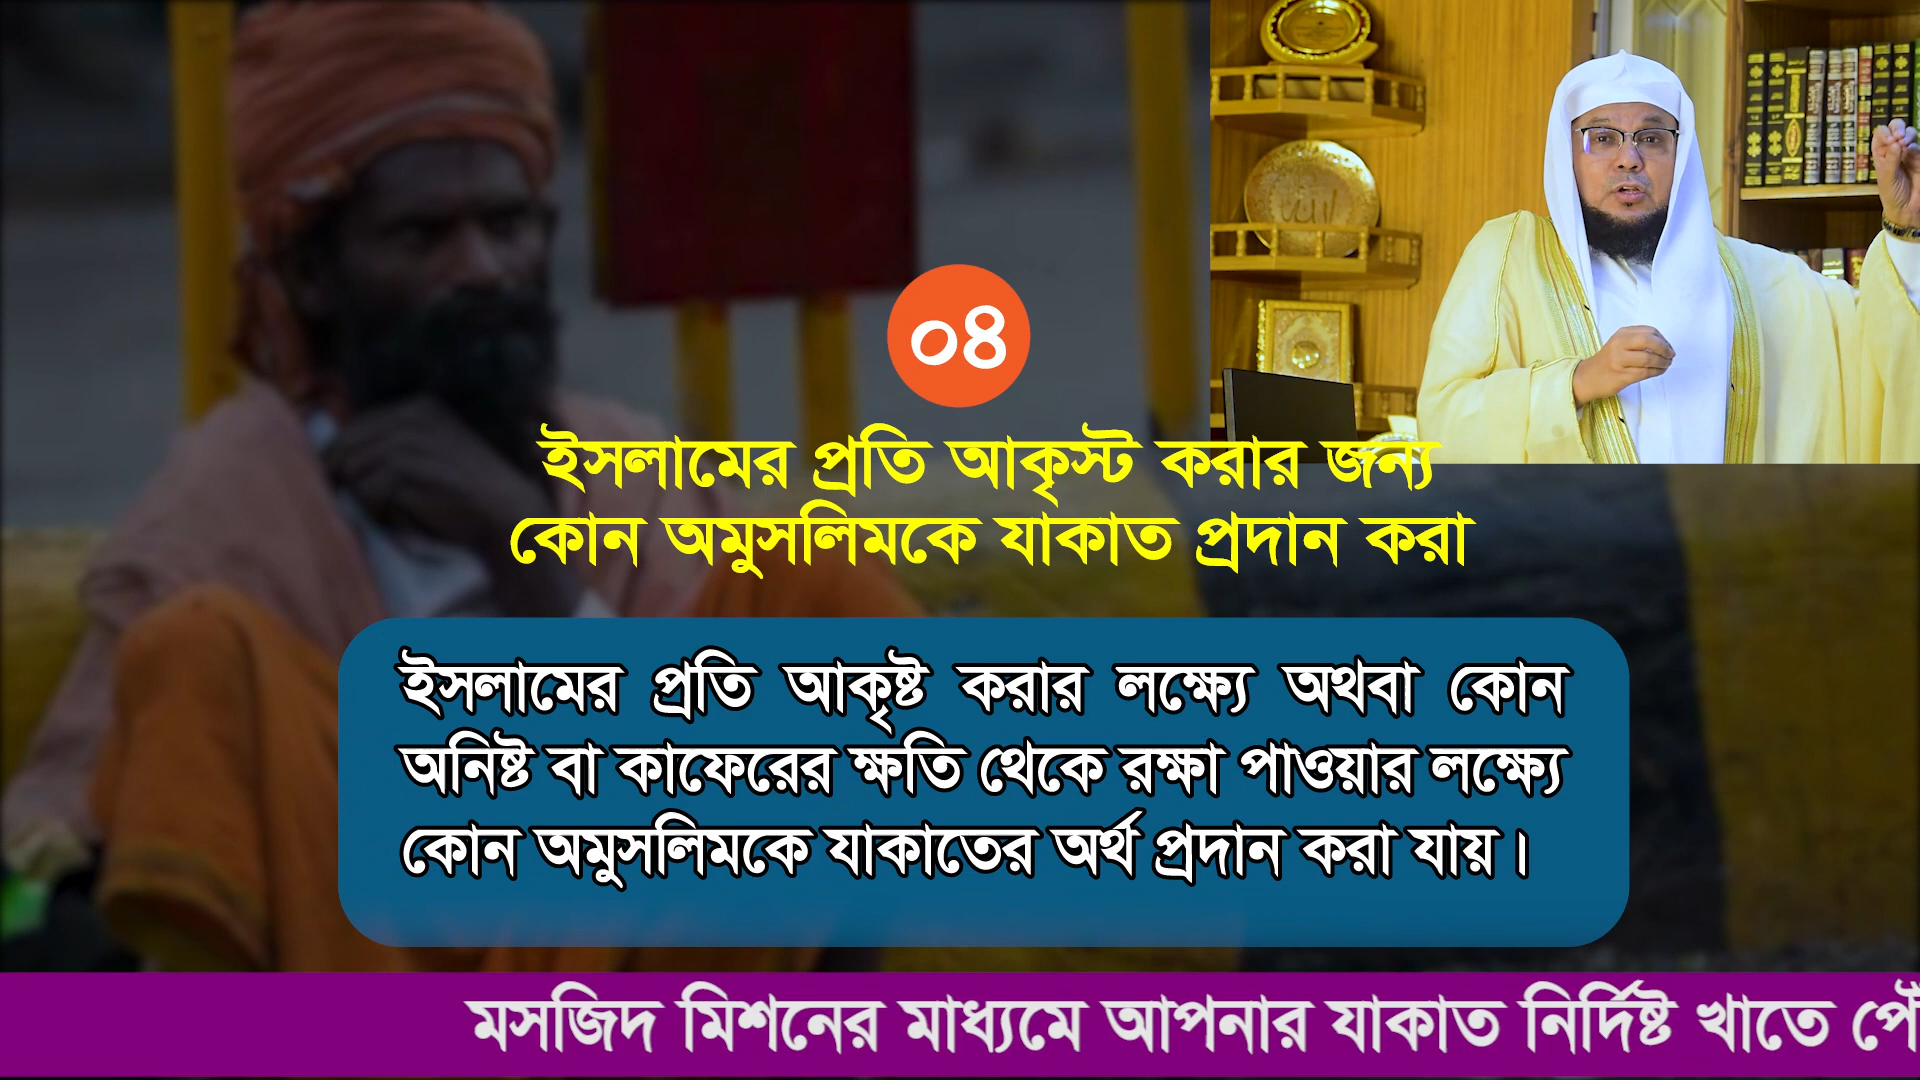 ০৪
ইসলামের প্রতি আকৃস্ট করার জন্য
কোন অমুসলিমকে যাকাত প্রদান করা
ইসলামের প্রতি আকৃষ্ট করার লক্ষ্যে অথবা কোন
অনিষ্ট বা কাফেরের ক্ষতি থেকে রক্ষা পাওয়ার লক্ষ্যে
কোন অমুসলিমকে যাকাতের অর্থ প্রদান করা যায়।
মসজিদ মিশনের মাধ্যমে আপনার যাকাত নির্দিষ্ট খাতে